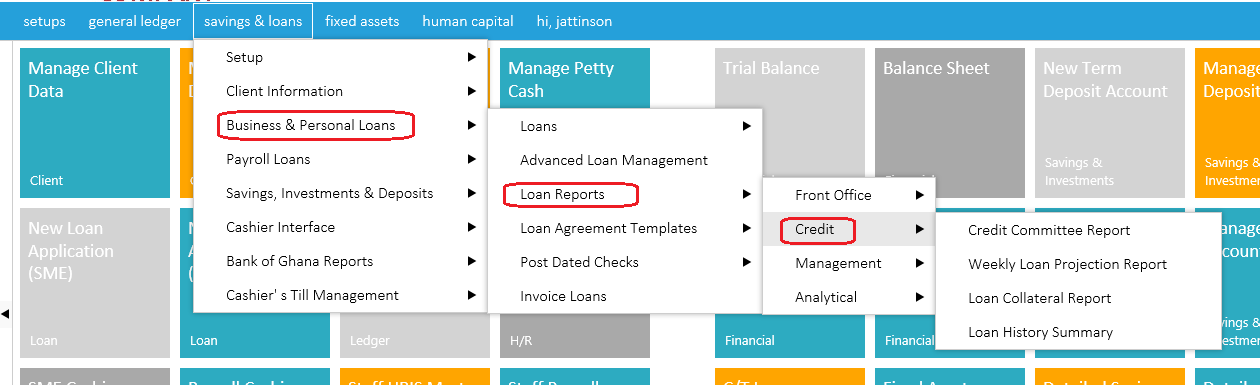 setups general ledger savings & loans fixed assets human capital hi, jattinson
Manage Client
Data
Client
Setup
Client Information
Business & Personal Loans
Payroll Loans
Savings, Investments & Deposits
Cashier Interface
Bank of Ghana Reports
Cashier' s Till Management
Manage Petty
Cash
Loans
Advanced Loan Management
Loan Reports
Loan Agreement Templates
Post Dated Checks
Invoice Loans
Trial Balance
Balance Sheet
New Term
Deposit Account
Savings &
Investments
Manage
Deposit
Savings &
Investmen
Front Office
Credit
Management
Analytical
Credit Committee Report
Weekly Loan Projection Report
Loan Collateral Report
Loan History Summary
New Loan
Application
(SME)
Loan
Loan
Ledger
H/R
Financial
Financial